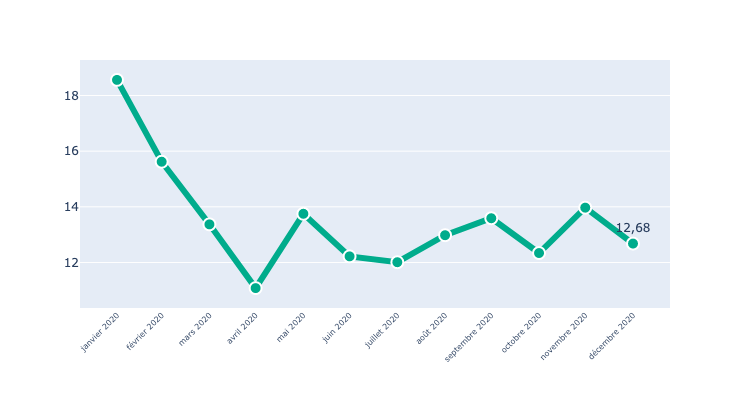 18
16
14
12
12,68
janvier 2020
février 2020
mars 2020
avril 2020
mai 2020
juin 2020
juillet 2020
août 2020
septembre 2020
octobre 2020
novembre 2020
décembre 2020